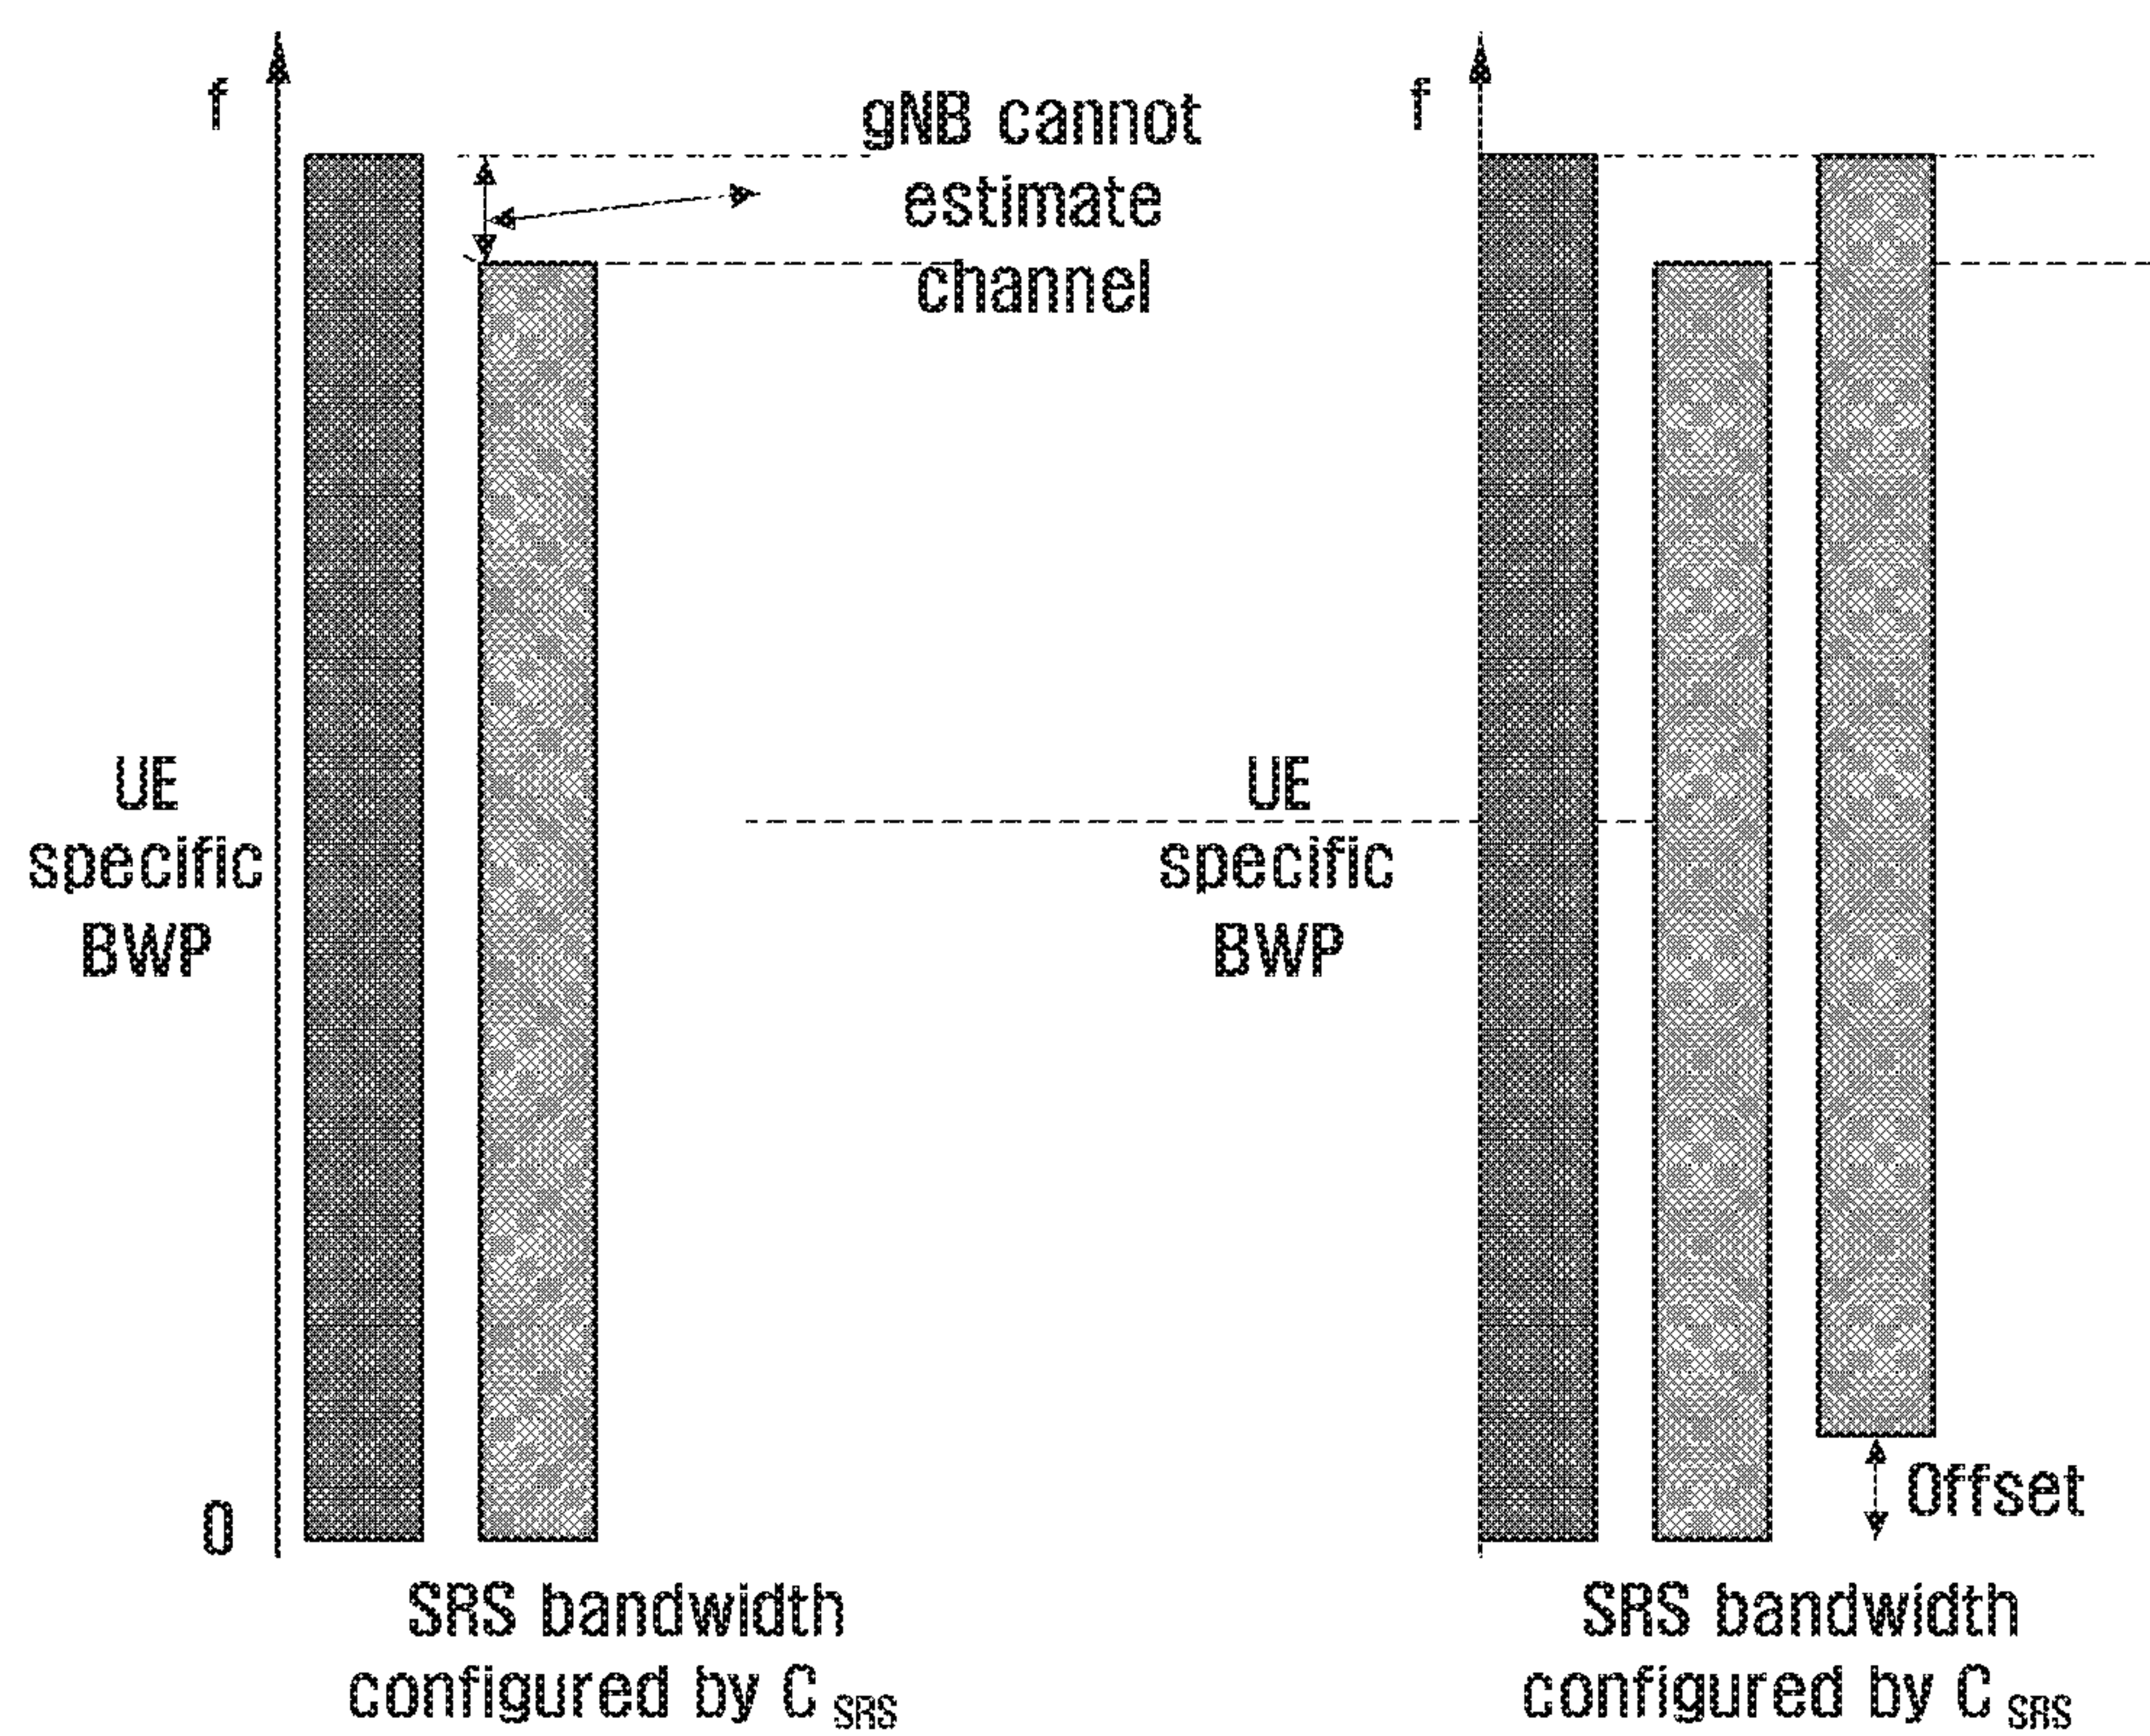 f
gNB cannot
estimate
channel
UE
specific
BWP
0
SRS bandwidth
configured by C SRS
f
UE
specific
BWP
Offset
SRS bandwidth
configured by C SRS